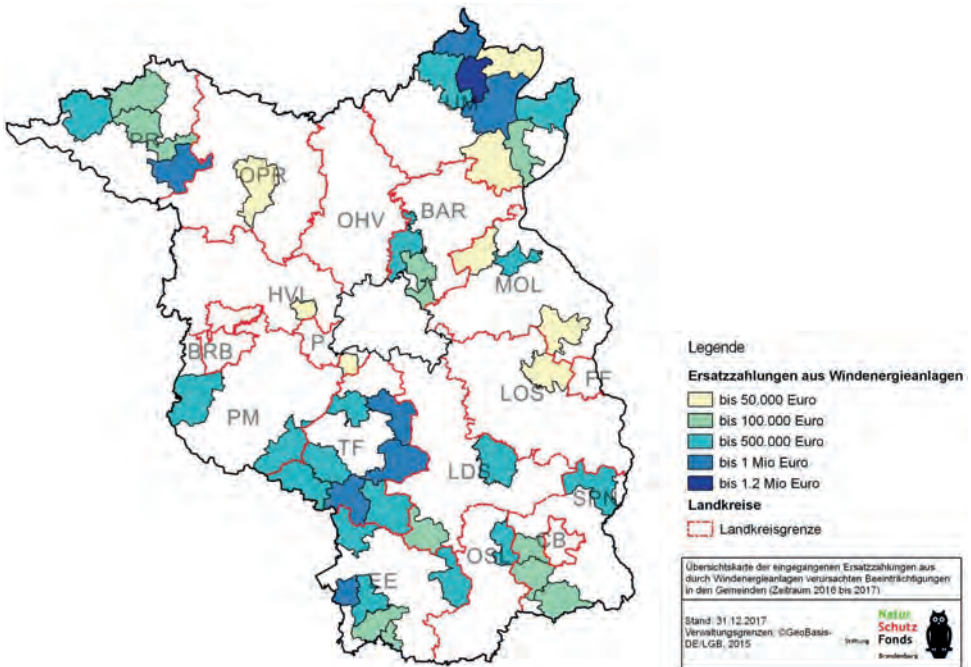 PR
OPR
UM
OHV
BAR
HVL
MOL
BRB
P
PM
LOS
FF
TF
LDS
SPN
EE
OSL
CB
Legende
Ersatzzahlungen aus Windenergieanlagen
bis 50.000 Euro
bis 100.000 Euro
bis 500.000 Euro
bis 1 Mio Euro
bis 1.2 Mio Euro
Landkreise
Landkreisgrenze
Übersichtskarte der eingegangenen Ersatzzahlungen aus
durch Windenergieanlagen verursachten Beeinträchtigungen
in den Gemeinden (Zeitraum 2016 bis 2017)
Stand: 31.12.2017
Verwaltungsgrenzen: ©GeoBasis-
DE/LGB, 2015
Natur
Schutz
Stiftung Fonds
Brandenburg